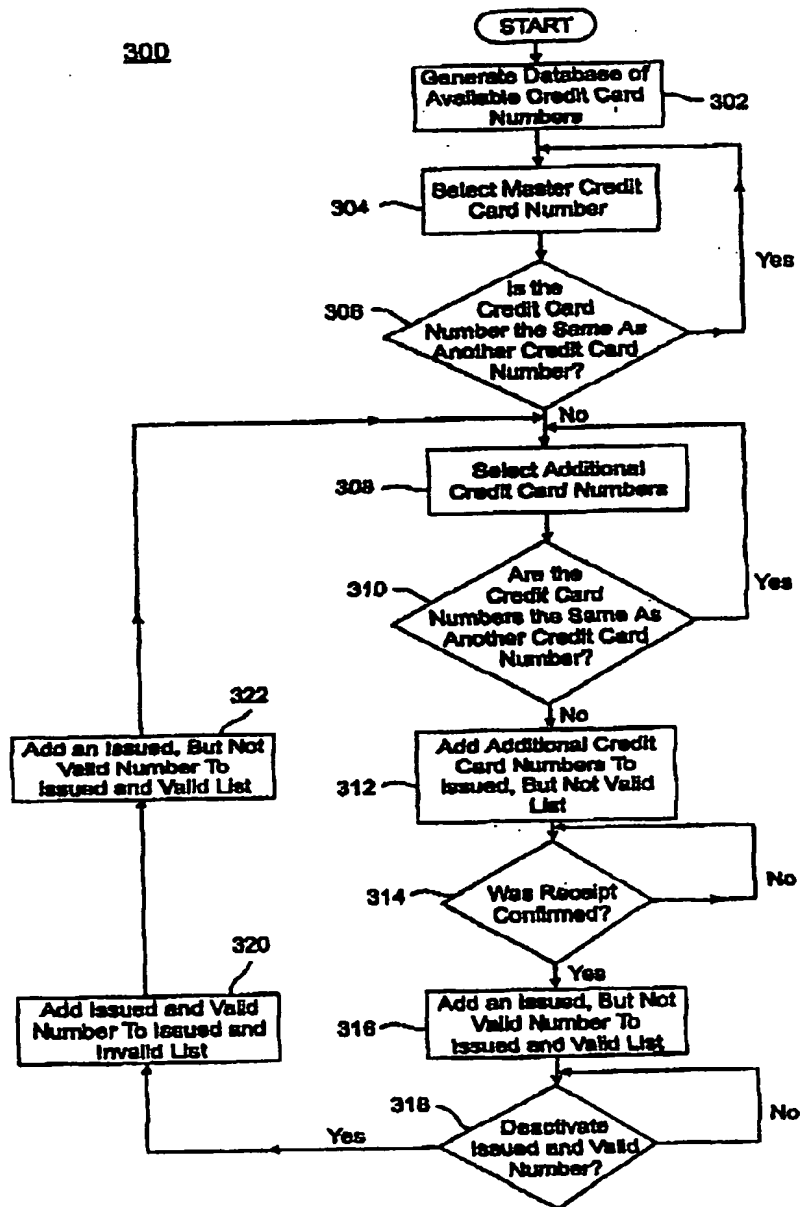 START
300
Generate Database of
Available Credit Card
Numbers
302
Select Master Credit
Card Number
304
Yes
Is the
Credit Card
Number the Same As
Another Credit Card
Number?
306
No
Select Additional
Credit Card Numbers
308
Are the
Credit Card
Numbers the Same As
Another Credit Card
Number?
310
Yes
No
322
Add an Issued, But Not
Valid Number To
Issued and Valid List
Add Additional Credit
Card Numbers To
Issued, But Not Valid
List
312
Was Receipt
Confirmed?
314
No
Yes
320
Add Issued and Valid
Number To Issued and
Invalid List
Add an Issued, But Not
Valid Number To
Issued and Valid List
316
318
Deactivate
Issued and Valid
Number?
No
Yes